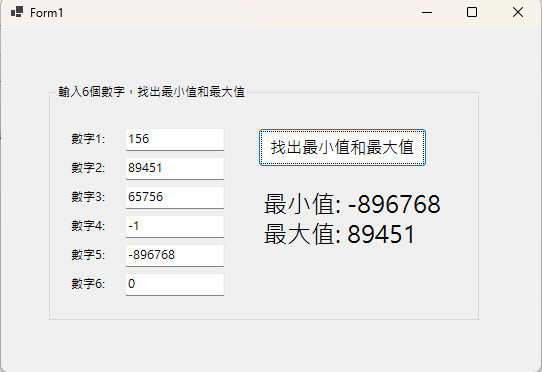 Form1
輸入6個數字，找出最小值和最大值
數字1: 156
數字2: 89451
數字3: 65756
數字4: -1
數字5: -896768
數字6: 0
找出最小值和最大值
最小值: -896768
最大值: 89451